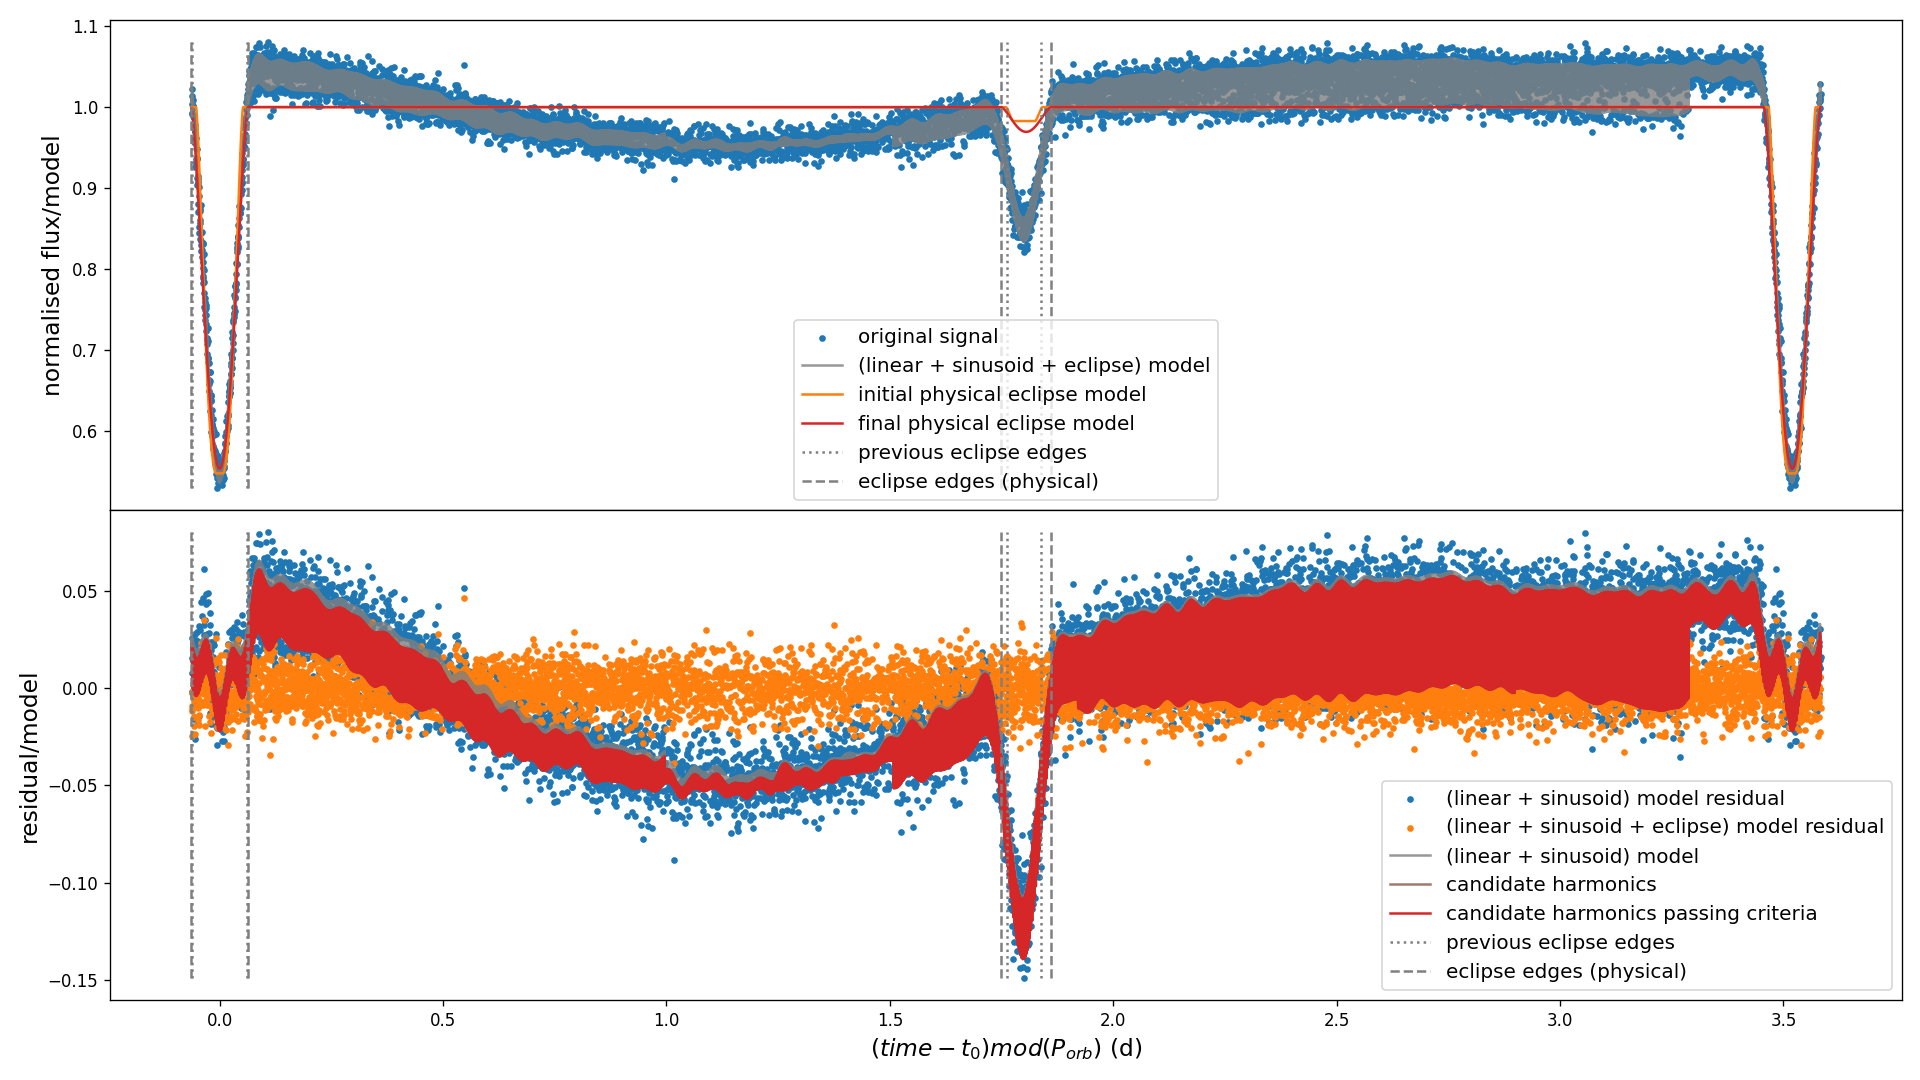 normalised flux/model
1.1
1.0
0.9
0.8
0.7
0.6
original signal
(linear + sinusoid + eclipse) model
initial physical eclipse model
final physical eclipse model
previous eclipse edges
eclipse edges (physical)
residual/model
0.05
0.00
−0.05
−0.10
−0.15
(linear + sinusoid) model residual
(linear + sinusoid + eclipse) model residual
(linear + sinusoid) model
candidate harmonics
candidate harmonics passing criteria
previous eclipse edges
eclipse edges (physical)
0.0 0.5 1.0 1.5 2.0 2.5 3.0 3.5
(time − t₀)mod(P_orb) (d)